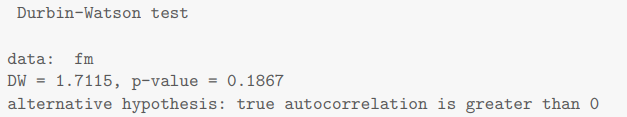 Durbin-Watson test
data: fm
DW = 1.7115, p-value = 0.1867
alternative hypothesis: true autocorrelation is greater than 0